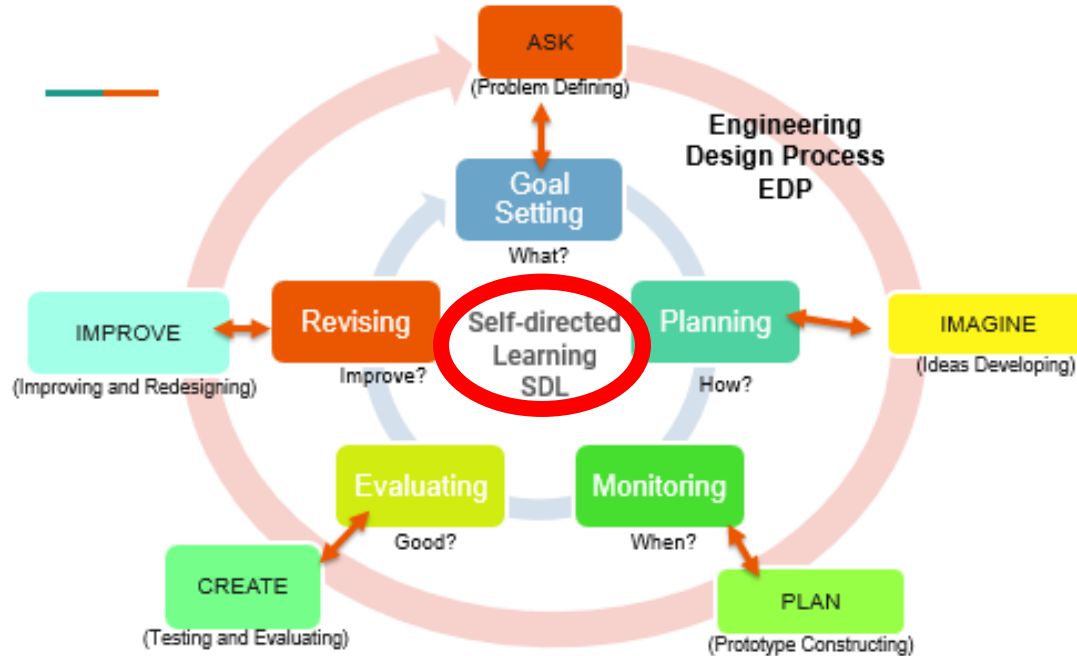 ASK
(Problem Defining)
Engineering
Design Process
EDP
Goal
Setting
What?
IMPROVE
(Improving and Redesigning)
Revising
Improve?
Self-directed
Learning
SDL
Planning
How?
IMAGINE
(Ideas Developing)
Evaluating
Good?
Monitoring
When?
CREATE
(Testing and Evaluating)
PLAN
(Prototype Constructing)